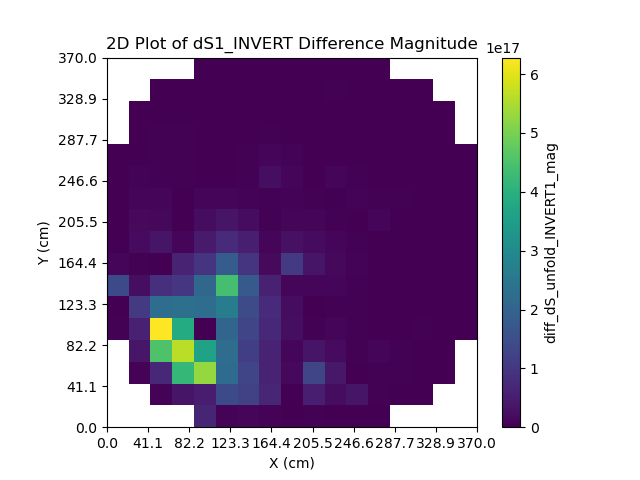 2D Plot of dS1_INVERT Difference Magnitude
1e17
370.0
328.9
287.7
246.6
205.5
164.4
123.3
82.2
41.1
0.0
Y (cm)
0.0 41.1 82.2 123.3 164.4 205.5 246.6 287.7 328.9 370.0
X (cm)
6
5
4
3
2
1
0
diff_dS_unfold_INVERT1_mag